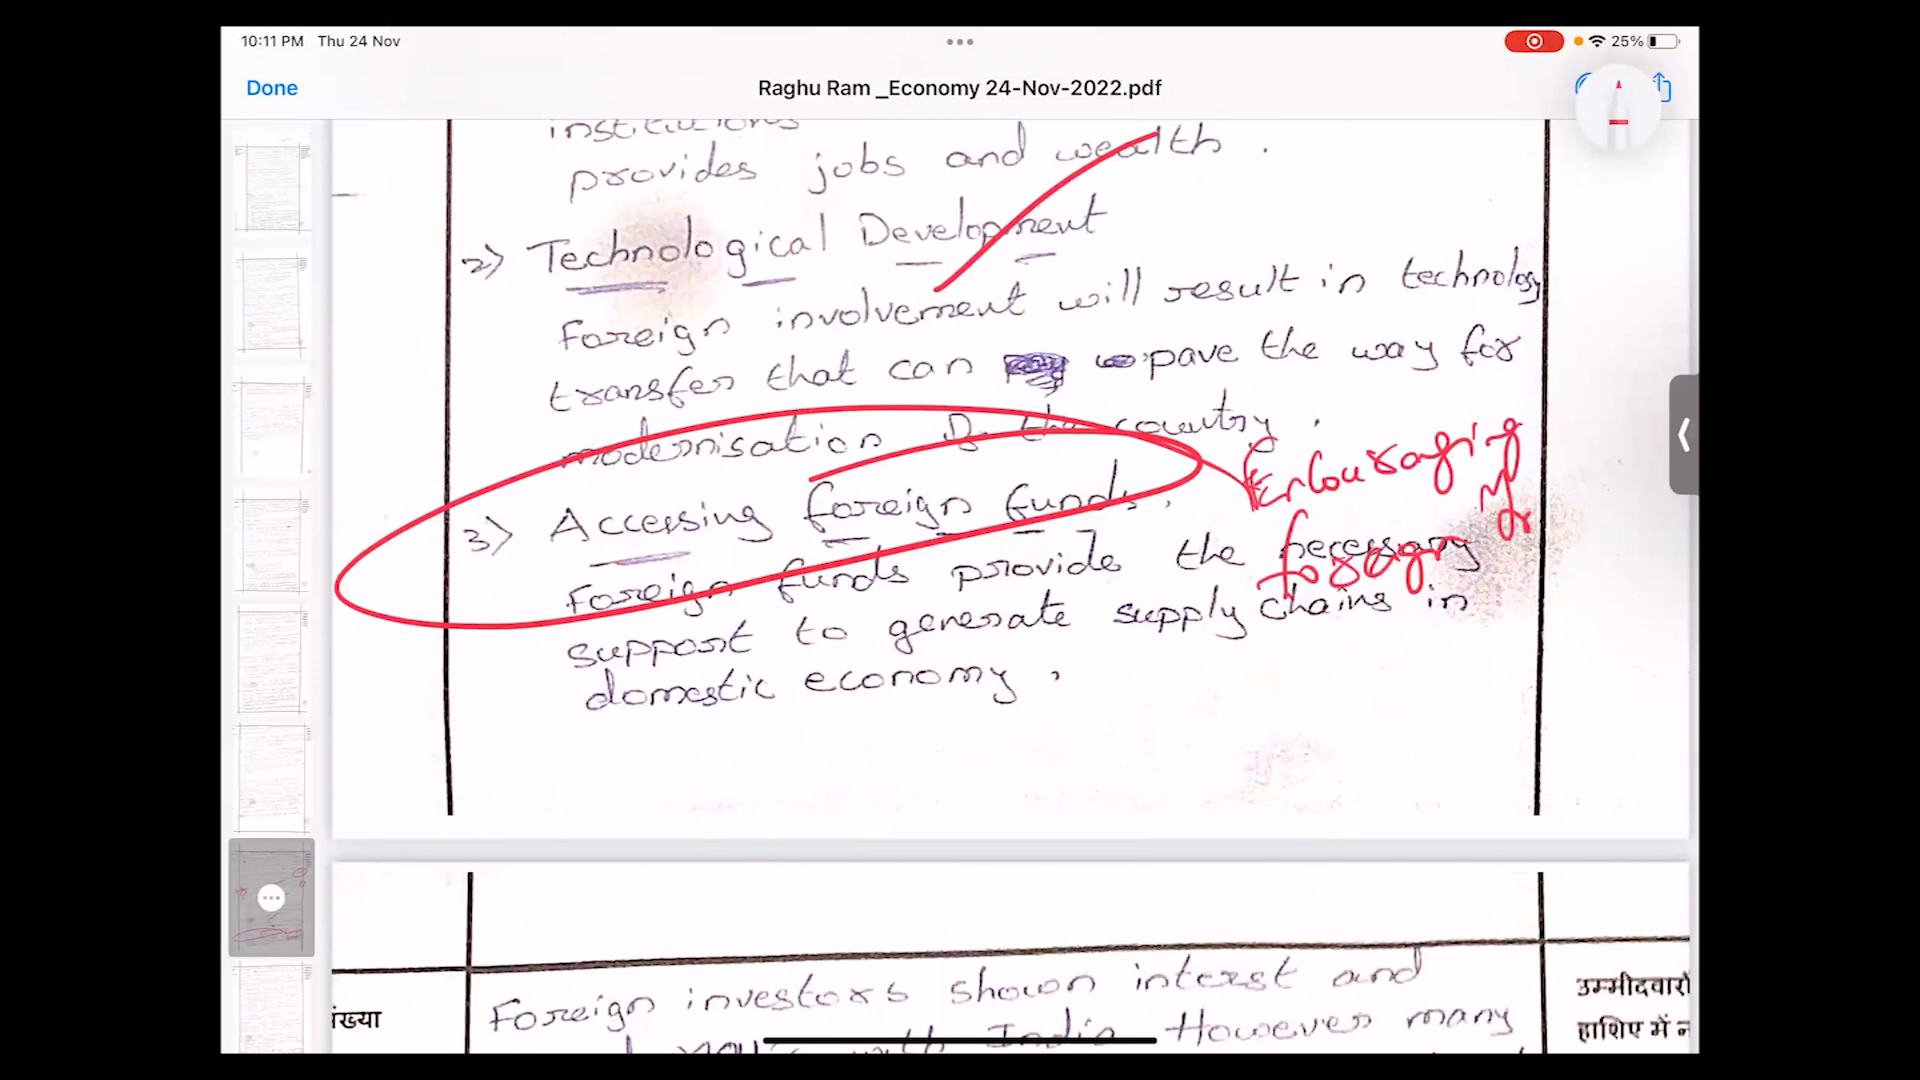 10:11 PM Thu 24 Nov
25%
Done
Raghu Ram _Economy 24-Nov-2022.pdf
institutions
provides jobs and wealth.
2) Technological Development
Foreign involvement will result in technology
transfer that can pave the way for
modernisation of the country.
Encouraging
3) Accessing foreign funds.
foreign
Foreign funds provide the necessary
support to generate supply chains in
domestic economy.
Foreign investors shown interest and
with India However many
ंख्या
उम्मीदवारों
हाशिए में न